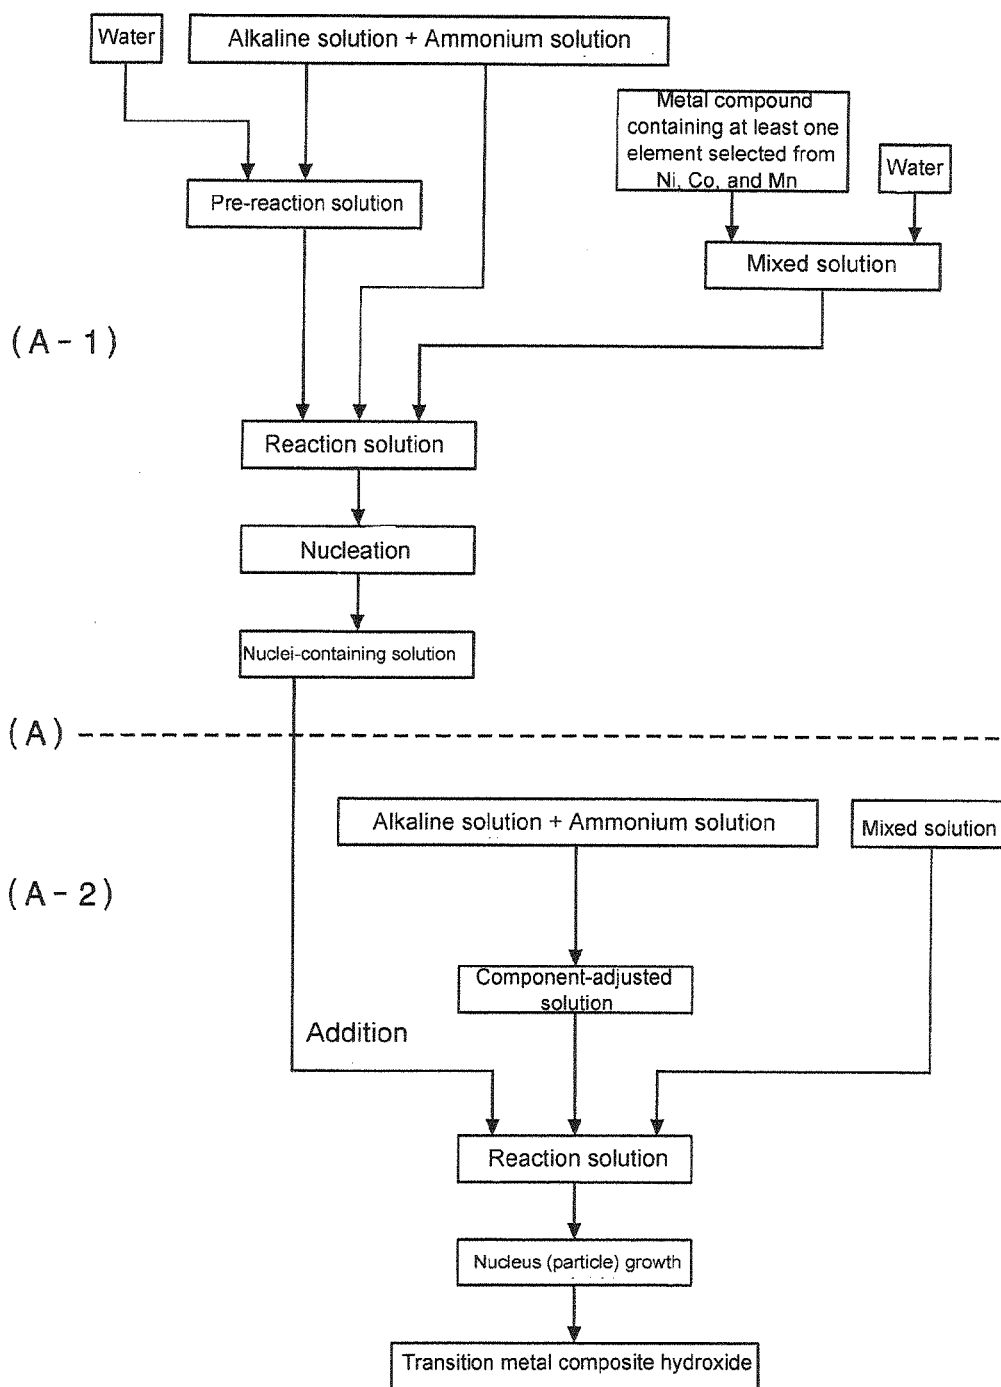 Water
Alkaline solution + Ammonium solution
Metal compound
containing at least one
element selected from
Ni, Co, and Mn
Water
Pre-reaction solution
Mixed solution
(A-1)
Reaction solution
Nucleation
Nuclei-containing solution
(A)
Alkaline solution + Ammonium solution
Mixed solution
(A-2)
Component-adjusted
solution
Addition
Reaction solution
Nucleus (particle) growth
Transition metal composite hydroxide